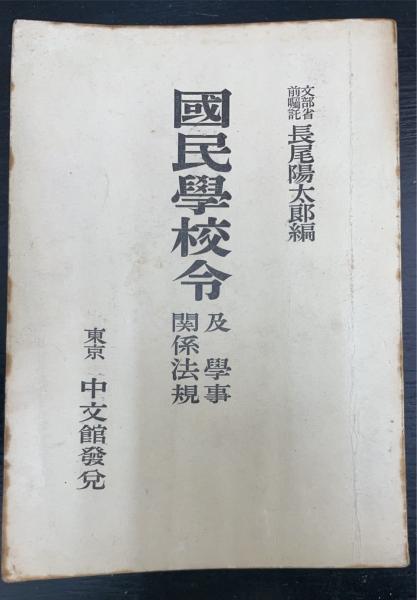 文部省
前囑託
長尾陽太郎編
國民學校令
及學事
関係法規
東京 中文館發兌